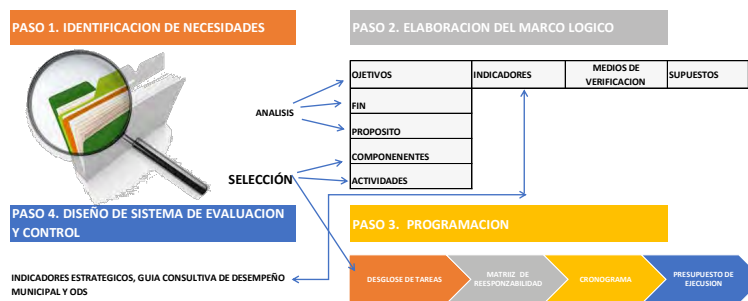 PASO 1. IDENTIFICACION DE NECESIDADES
PASO 2. ELABORACION DEL MARCO LOGICO
OJETIVOS
INDICADORES
MEDIOS DE
VERIFICACION
SUPUESTOS
ANALISIS
FIN
PROPOSITO
COMPONENENTES
SELECCIÓN
ACTIVIDADES
PASO 4. DISEÑO DE SISTEMA DE EVALUACION
Y CONTROL
PASO 3. PROGRAMACION
INDICADORES ESTRATEGICOS, GUIA CONSULTIVA DE DESEMPEÑO
MUNICIPAL Y ODS
DESGLOSE DE TAREAS
MATRIIZ DE
REESPONZABILIDAD
CRONOGRAMA
PRESUPUESTO DE
EJECUCION